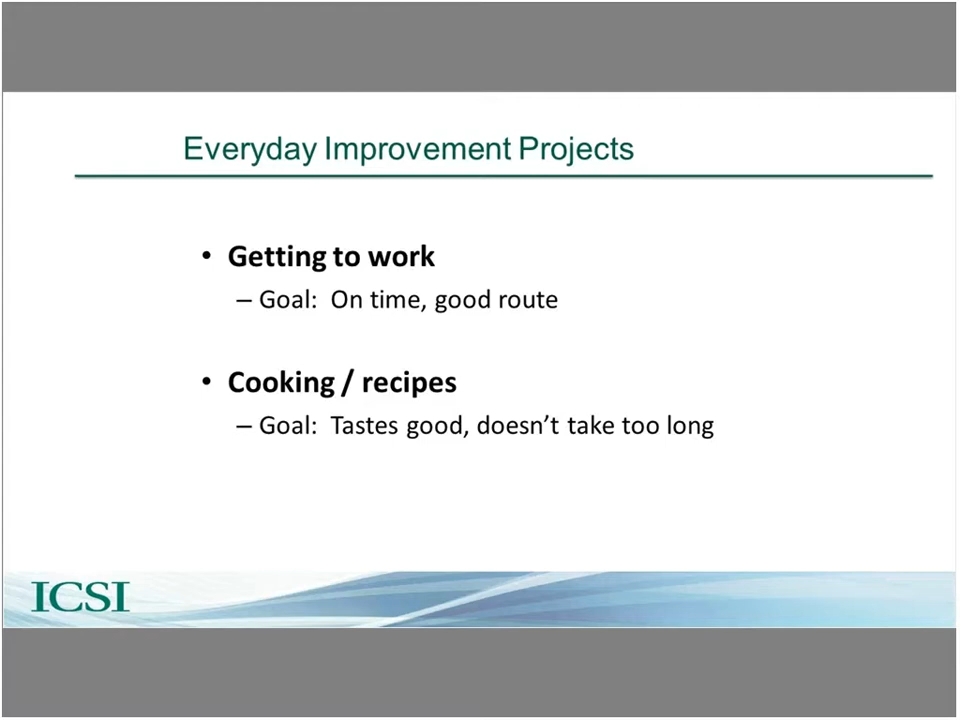 Everyday Improvement Projects
• Getting to work
– Goal:  On time, good route
• Cooking / recipes
– Goal:  Tastes good, doesn’t take too long
ICSI